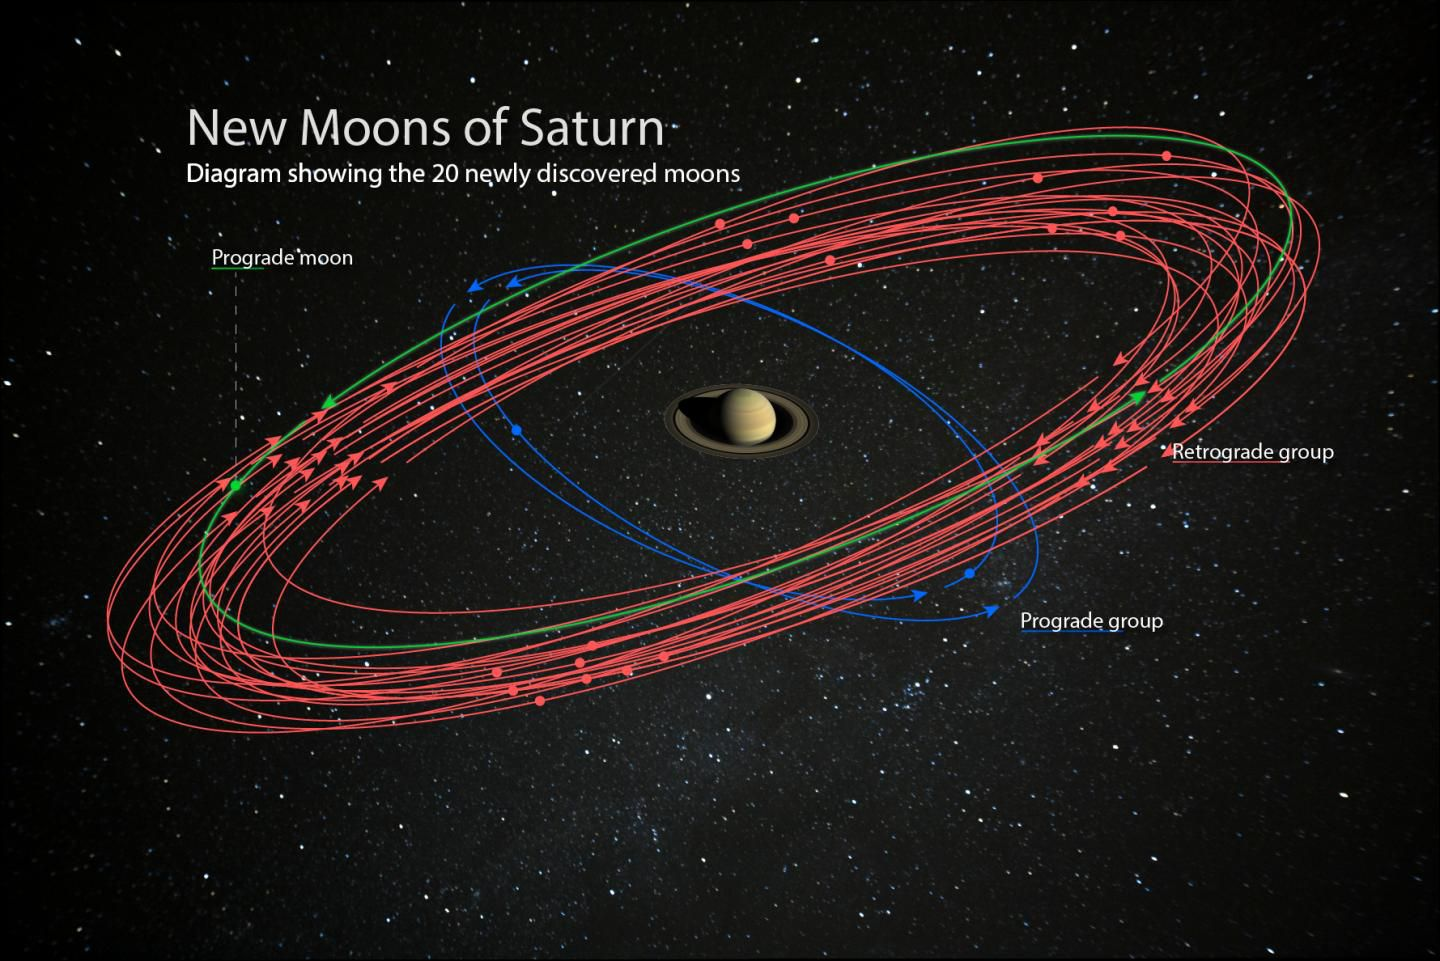 New Moons of Saturn
Diagram showing the 20 newly discovered moons
Prograde moon
Retrograde group
Prograde group